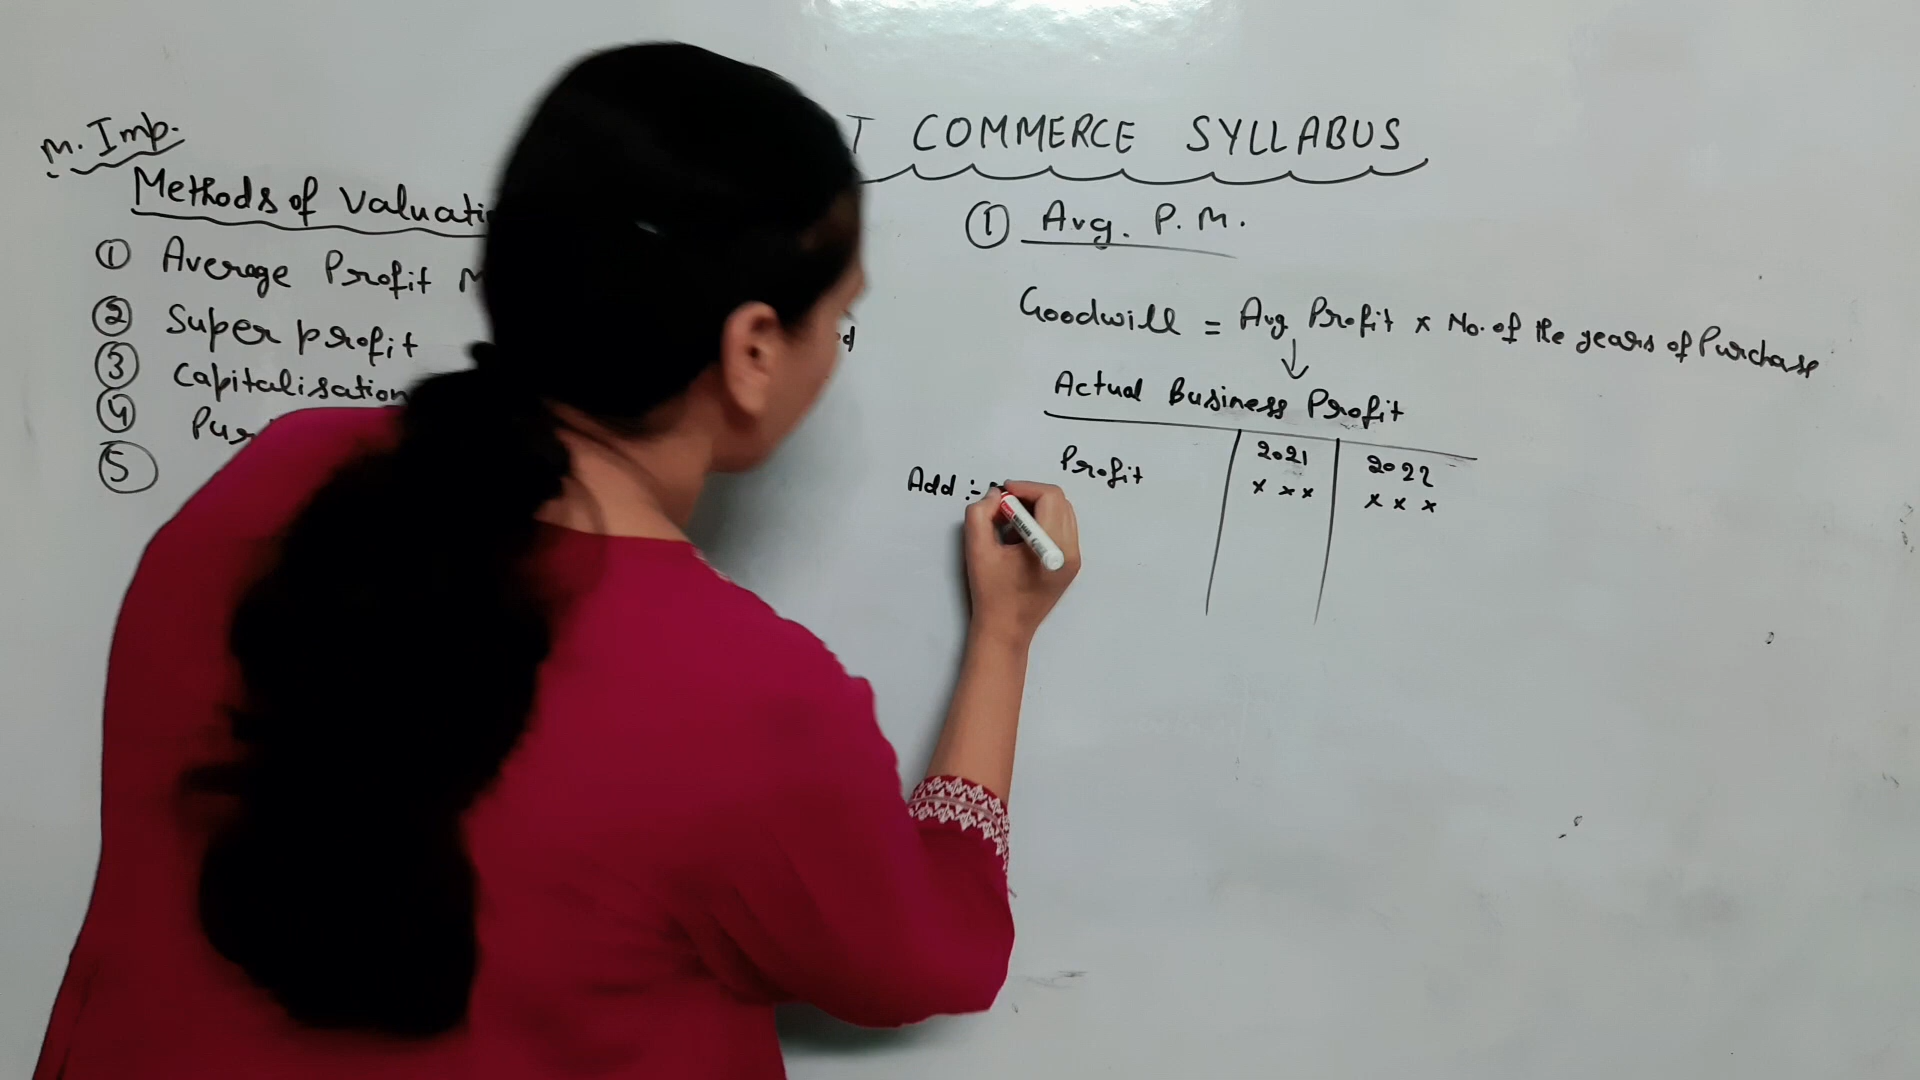 T COMMERCE SYLLABUS
M. Imp.
Methods of Valuati
① Average Profit M
② Super profit
③ Capitalisation
④ Pur
⑤
① Avg. P. M.
Goodwill = Avg Profit × No. of the years of Purchase
↓
Actual Business Profit
2021 2022
Add :- Profit × × × × × ×